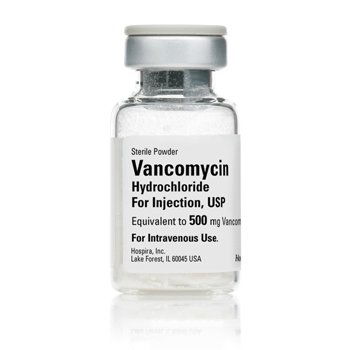 Sterile Powder
Vancomycin
Hydrochloride
For Injection, USP
Equivalent to 500 mg Vancom
For Intravenous Use.
Hospira, Inc.
Lake Forest, IL 60045 USA